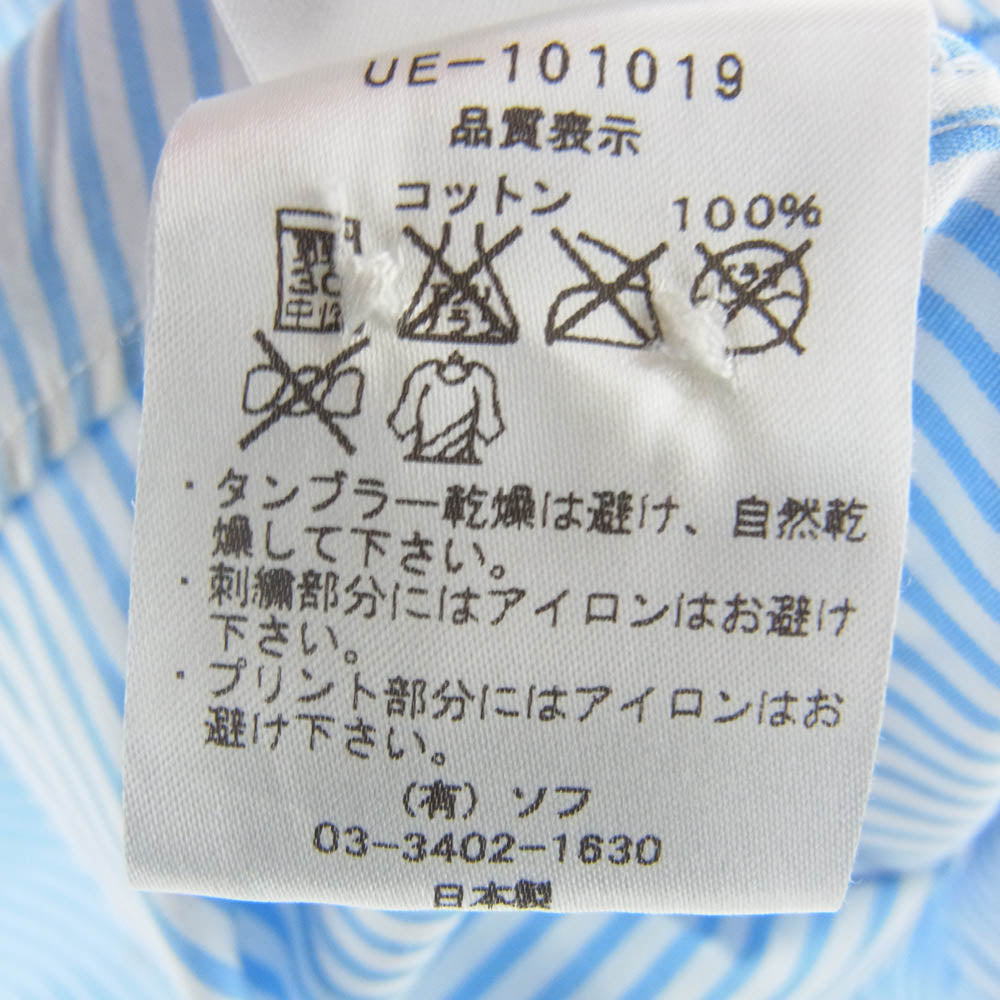 UE-101019
品質表示
コットン 100%
・タンブラー乾燥は避け、自然乾
燥して下さい。
・刺繍部分にはアイロンはお避け
下さい。
・プリント部分にはアイロンはお
避け下さい。
(有) ソフ
03-3402-1630
日本製